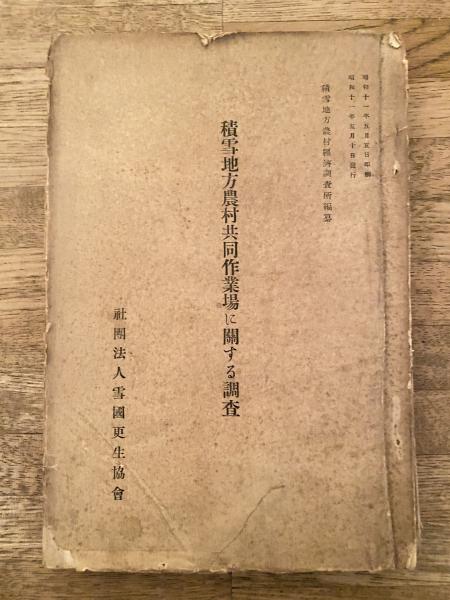 昭和十一年五月五日印刷
昭和十一年五月十日發行
積雪地方農村經濟調査所編纂
積雪地方農村共同作業場に關する調査
社團法人雪國更生協會